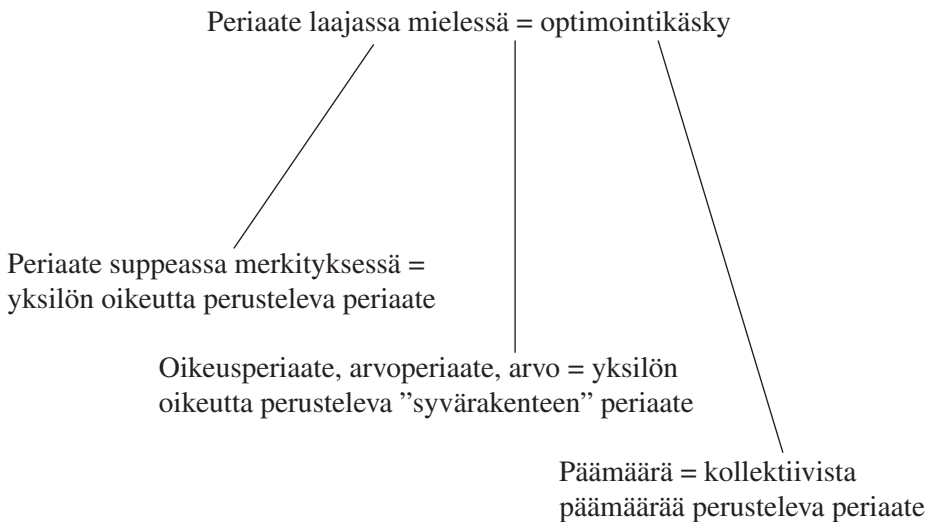 Periaate laajassa mielessä = optimointikäsky
Periaate suppeassa merkityksessä =
yksilön oikeutta perusteleva periaate
Oikeusperiaate, arvoperiaate, arvo = yksilön
oikeutta perusteleva ”syvärakenteen” periaate
Päämäärä = kollektiivista
päämäärää perusteleva periaate